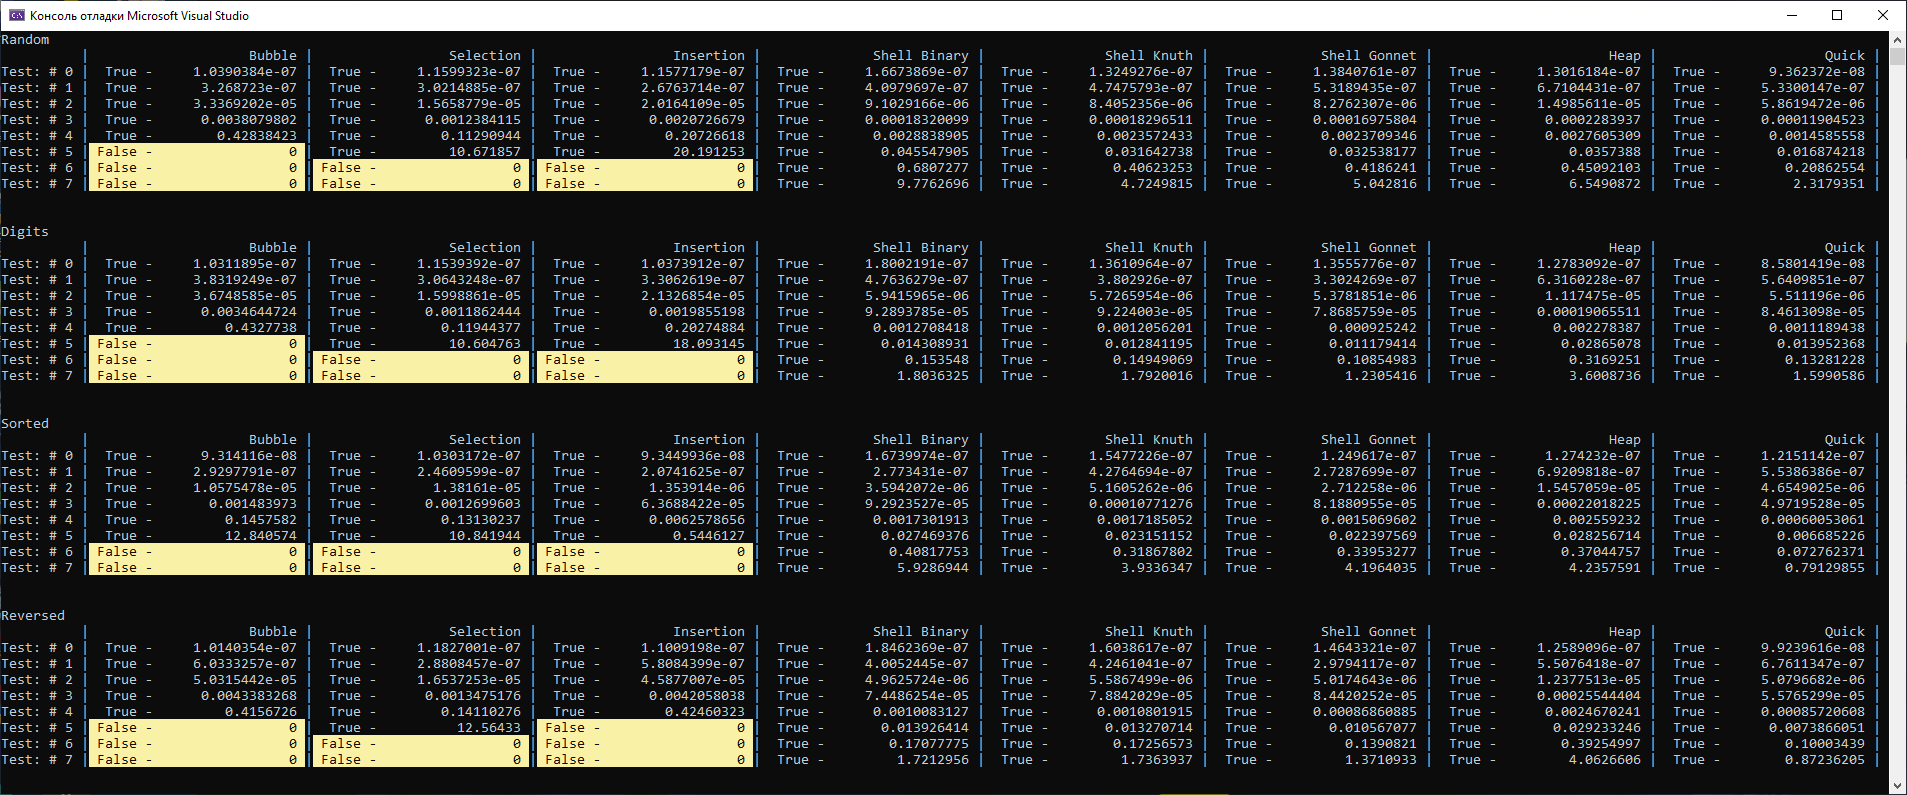 Консоль отладки Microsoft Visual Studio
Random
| Bubble | Selection | Insertion | Shell Binary | Shell Knuth | Shell Gonnet | Heap | Quick |
Test: # 0 | True - 1.0390384e-07 | True - 1.1599323e-07 | True - 1.1577179e-07 | True - 1.6673869e-07 | True - 1.3249276e-07 | True - 1.3840761e-07 | True - 1.3016184e-07 | True - 9.362372e-08 |
Test: # 1 | True - 3.268723e-07 | True - 3.0214885e-07 | True - 2.6763714e-07 | True - 4.0979697e-07 | True - 4.7475793e-07 | True - 5.3189435e-07 | True - 6.7104431e-07 | True - 5.3300147e-07 |
Test: # 2 | True - 3.3369202e-05 | True - 1.5658779e-05 | True - 2.0164109e-05 | True - 9.1029166e-06 | True - 8.4052356e-06 | True - 8.2762307e-06 | True - 1.4985611e-05 | True - 5.8619472e-06 |
Test: # 3 | True - 0.0038079802 | True - 0.0012384115 | True - 0.0020726679 | True - 0.00018320099 | True - 0.00018296511 | True - 0.00016975804 | True - 0.0002283937 | True - 0.00011904523 |
Test: # 4 | True - 0.42838423 | True - 0.11290944 | True - 0.20726618 | True - 0.0028838905 | True - 0.0023572433 | True - 0.0023709346 | True - 0.0027605309 | True - 0.0014585558 |
Test: # 5 | False - 0 | True - 10.671857 | True - 20.191253 | True - 0.045547905 | True - 0.031642738 | True - 0.032538177 | True - 0.0357388 | True - 0.016874218 |
Test: # 6 | False - 0 | False - 0 | False - 0 | True - 0.6807277 | True - 0.40623253 | True - 0.4186241 | True - 0.45092103 | True - 0.20862554 |
Test: # 7 | False - 0 | False - 0 | False - 0 | True - 9.7762696 | True - 4.7249815 | True - 5.042816 | True - 6.5490872 | True - 2.3179351 |
Digits
| Bubble | Selection | Insertion | Shell Binary | Shell Knuth | Shell Gonnet | Heap | Quick |
Test: # 0 | True - 1.0311895e-07 | True - 1.1539392e-07 | True - 1.0373912e-07 | True - 1.8002191e-07 | True - 1.3610964e-07 | True - 1.3555776e-07 | True - 1.2783092e-07 | True - 8.5801419e-08 |
Test: # 1 | True - 3.8319249e-07 | True - 3.0643248e-07 | True - 3.3062619e-07 | True - 4.7636279e-07 | True - 3.802926e-07 | True - 3.3024269e-07 | True - 6.3160228e-07 | True - 5.6409851e-07 |
Test: # 2 | True - 3.6748585e-05 | True - 1.5998861e-05 | True - 2.1326854e-05 | True - 5.9415965e-06 | True - 5.7265954e-06 | True - 5.3781851e-06 | True - 1.117475e-05 | True - 5.511196e-06 |
Test: # 3 | True - 0.0034644724 | True - 0.0011862444 | True - 0.0019855198 | True - 9.2893785e-05 | True - 9.224003e-05 | True - 7.8685759e-05 | True - 0.00019065511 | True - 8.4613098e-05 |
Test: # 4 | True - 0.4327738 | True - 0.11944377 | True - 0.20274884 | True - 0.0012708418 | True - 0.0012056201 | True - 0.000925242 | True - 0.002278387 | True - 0.0011189438 |
Test: # 5 | False - 0 | True - 10.604763 | True - 18.093145 | True - 0.014308931 | True - 0.012841195 | True - 0.011179414 | True - 0.02865078 | True - 0.013952368 |
Test: # 6 | False - 0 | False - 0 | False - 0 | True - 0.153548 | True - 0.14949069 | True - 0.10854983 | True - 0.3169251 | True - 0.13281228 |
Test: # 7 | False - 0 | False - 0 | False - 0 | True - 1.8036325 | True - 1.7920016 | True - 1.2305416 | True - 3.6008736 | True - 1.5990586 |
Sorted
| Bubble | Selection | Insertion | Shell Binary | Shell Knuth | Shell Gonnet | Heap | Quick |
Test: # 0 | True - 9.314116e-08 | True - 1.0303172e-07 | True - 9.3449936e-08 | True - 1.6739974e-07 | True - 1.5477226e-07 | True - 1.249617e-07 | True - 1.274232e-07 | True - 1.2151142e-07 |
Test: # 1 | True - 2.9297791e-07 | True - 2.4609599e-07 | True - 2.0741625e-07 | True - 2.773431e-07 | True - 4.2764694e-07 | True - 2.7287699e-07 | True - 6.9209818e-07 | True - 5.5386386e-07 |
Test: # 2 | True - 1.0575478e-05 | True - 1.38161e-05 | True - 1.353914e-06 | True - 3.5942072e-06 | True - 5.1605262e-06 | True - 2.712258e-06 | True - 1.5457059e-05 | True - 4.6549025e-06 |
Test: # 3 | True - 0.001483973 | True - 0.0012699603 | True - 6.3688422e-05 | True - 9.2923527e-05 | True - 0.00010771276 | True - 8.1880955e-05 | True - 0.00022018225 | True - 4.9719528e-05 |
Test: # 4 | True - 0.1457582 | True - 0.13130237 | True - 0.0062578656 | True - 0.0017301913 | True - 0.0017185052 | True - 0.0015069602 | True - 0.002559232 | True - 0.00060053061 |
Test: # 5 | True - 12.840574 | True - 10.841944 | True - 0.5446127 | True - 0.027469376 | True - 0.023151152 | True - 0.022397569 | True - 0.028256714 | True - 0.006685226 |
Test: # 6 | False - 0 | False - 0 | False - 0 | True - 0.40817753 | True - 0.31867802 | True - 0.33953277 | True - 0.37044757 | True - 0.072762371 |
Test: # 7 | False - 0 | False - 0 | False - 0 | True - 5.9286944 | True - 3.9336347 | True - 4.1964035 | True - 4.2357591 | True - 0.79129855 |
Reversed
| Bubble | Selection | Insertion | Shell Binary | Shell Knuth | Shell Gonnet | Heap | Quick |
Test: # 0 | True - 1.0140354e-07 | True - 1.1827001e-07 | True - 1.1009198e-07 | True - 1.8462369e-07 | True - 1.6038617e-07 | True - 1.4643321e-07 | True - 1.2589096e-07 | True - 9.9239616e-08 |
Test: # 1 | True - 6.0333257e-07 | True - 2.8808457e-07 | True - 5.8084399e-07 | True - 4.0052445e-07 | True - 4.2461041e-07 | True - 2.9794117e-07 | True - 5.5076418e-07 | True - 6.7611347e-07 |
Test: # 2 | True - 5.0315442e-05 | True - 1.6537253e-05 | True - 4.5877007e-05 | True - 4.9625724e-06 | True - 5.5867499e-06 | True - 5.0174643e-06 | True - 1.2377513e-05 | True - 5.0796682e-06 |
Test: # 3 | True - 0.0043383268 | True - 0.0013475176 | True - 0.0042058038 | True - 7.4486254e-05 | True - 7.8842029e-05 | True - 8.4420252e-05 | True - 0.00025544404 | True - 5.5765299e-05 |
Test: # 4 | True - 0.4156726 | True - 0.14110276 | True - 0.42460323 | True - 0.0010083127 | True - 0.0010801915 | True - 0.00086860885 | True - 0.0024670241 | True - 0.00085720608 |
Test: # 5 | False - 0 | True - 12.56433 | False - 0 | True - 0.013926414 | True - 0.013270714 | True - 0.010567077 | True - 0.029233246 | True - 0.0073866051 |
Test: # 6 | False - 0 | False - 0 | False - 0 | True - 0.17077775 | True - 0.17256573 | True - 0.1390821 | True - 0.39254997 | True - 0.10003439 |
Test: # 7 | False - 0 | False - 0 | False - 0 | True - 1.7212956 | True - 1.7363937 | True - 1.3710933 | True - 4.0626606 | True - 0.87236205 |